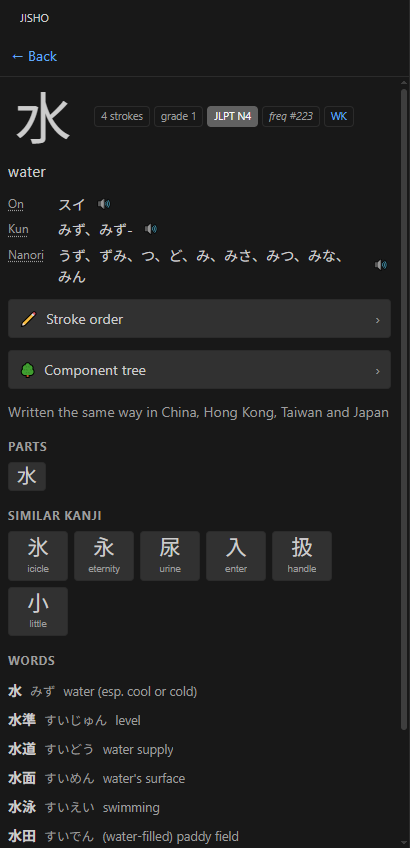 JISHO
← Back
水 4 strokes grade 1 JLPT N4 freq #223 WK
water
On スイ
Kun みず、みず-
Nanori うず、ずみ、つ、ど、み、みさ、みつ、みな、
みん
Stroke order ›
Component tree ›
Written the same way in China, Hong Kong, Taiwan and Japan
PARTS
水
SIMILAR KANJI
氷 永 尿 入 扱
icicle eternity urine enter handle
小
little
WORDS
水 みず water (esp. cool or cold)
水準 すいじゅん level
水道 すいどう water supply
水面 すいめん water's surface
水泳 すいえい swimming
水田 すいでん (water-filled) paddy field